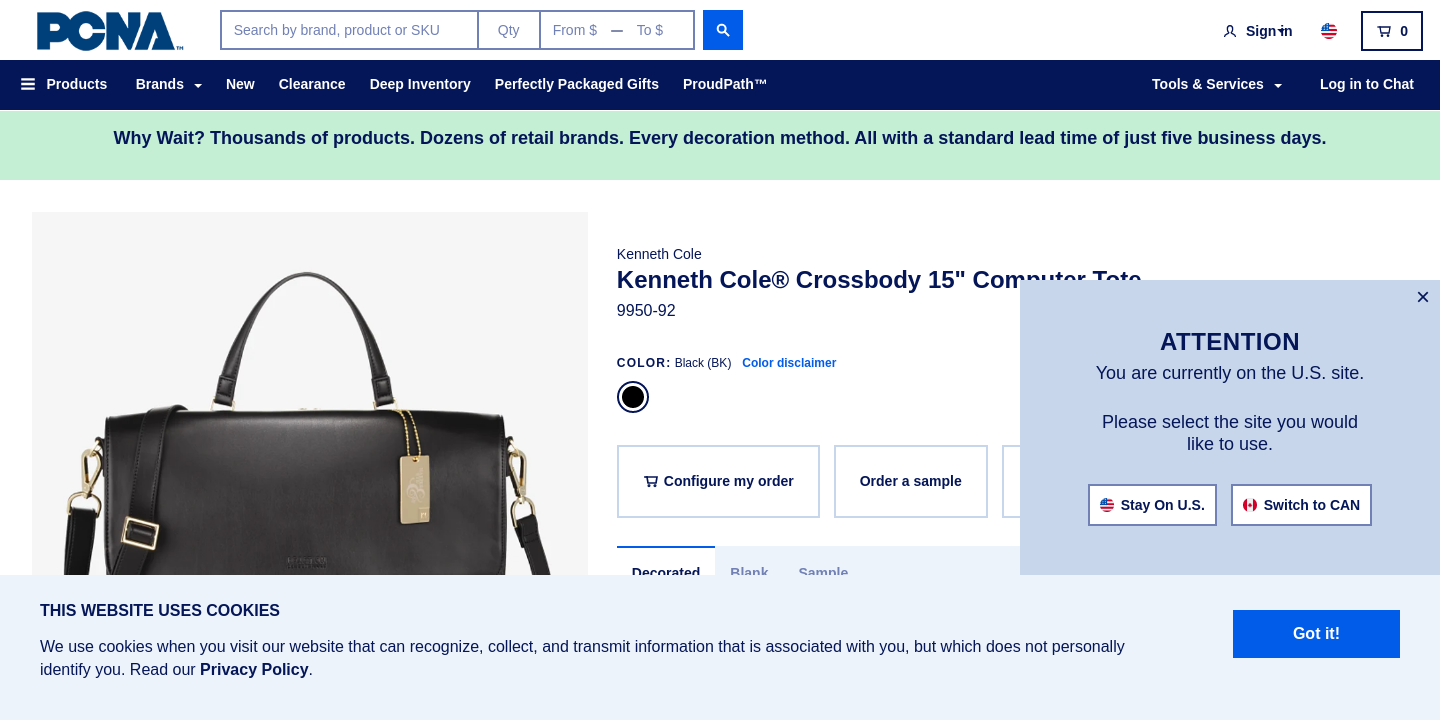 PCNA™
Search by brand, product or SKU
Qty
From $ — To $
Sign in
0
Products
Brands
New
Clearance
Deep Inventory
Perfectly Packaged Gifts
ProudPath™
Tools & Services
Log in to Chat
Why Wait? Thousands of products. Dozens of retail brands. Every decoration method. All with a standard lead time of just five business days.
Kenneth Cole
Kenneth Cole® Crossbody 15" Computer Tote
9950-92
COLOR: Black (BK) Color disclaimer
Configure my order
Order a sample
Decorated
Blank
Sample
×
ATTENTION
You are currently on the U.S. site.
Please select the site you would
like to use.
Stay On U.S.
Switch to CAN
THIS WEBSITE USES COOKIES
We use cookies when you visit our website that can recognize, collect, and transmit information that is associated with you, but which does not personally
identify you. Read our Privacy Policy.
Got it!